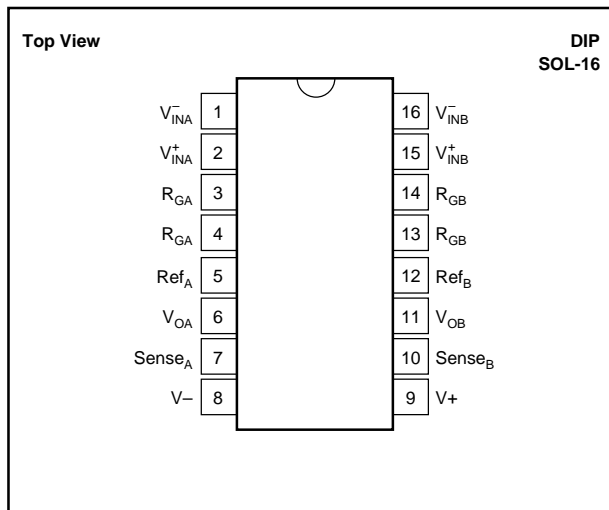 Top View DIP
SOL-16
V⁻INA 1 16 V⁻INB
V⁺INA 2 15 V⁺INB
RGA 3 14 RGB
RGA 4 13 RGB
RefA 5 12 RefB
VOA 6 11 VOB
SenseA 7 10 SenseB
V– 8 9 V+